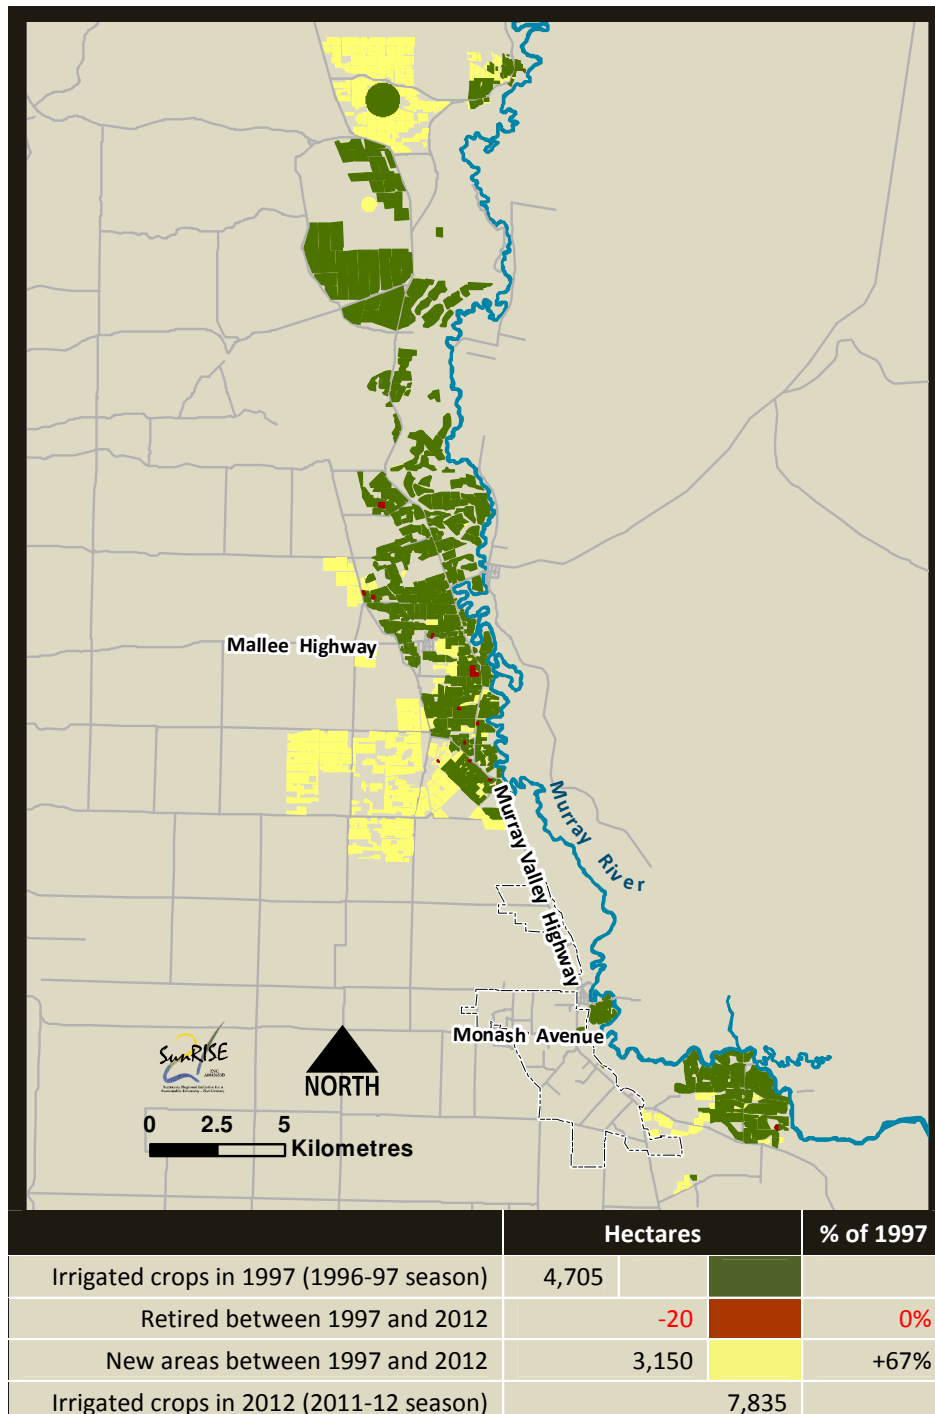 Mallee Highway
Murray River
Murray Valley Highway
Monash Avenue
SunRISE
NORTH
0 2.5 5
Kilometres
Hectares % of 1997
Irrigated crops in 1997 (1996-97 season) 4,705
Retired between 1997 and 2012 -20 0%
New areas between 1997 and 2012 3,150 +67%
Irrigated crops in 2012 (2011-12 season) 7,835